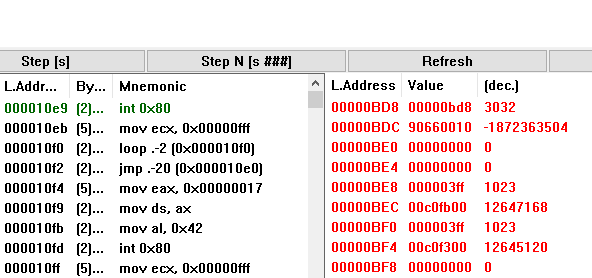 Step [s] Step N [s ###] Refresh
L.Addr... By... Mnemonic L.Address Value (dec.)
000010e9 (2)... int 0x80 00000BD8 00000bd8 3032
000010eb (5)... mov ecx, 0x00000fff 00000BDC 90660010 -1872363504
000010f0 (2)... loop .-2 (0x000010f0) 00000BE0 00000000 0
000010f2 (2)... jmp .-20 (0x000010e0) 00000BE4 00000000 0
000010f4 (5)... mov eax, 0x00000017 00000BE8 000003ff 1023
000010f9 (2)... mov ds, ax 00000BEC 00c0fb00 12647168
000010fb (2)... mov al, 0x42 00000BF0 000003ff 1023
000010fd (2)... int 0x80 00000BF4 00c0f300 12645120
000010ff (5)... mov ecx, 0x00000fff 00000BF8 00000000 0